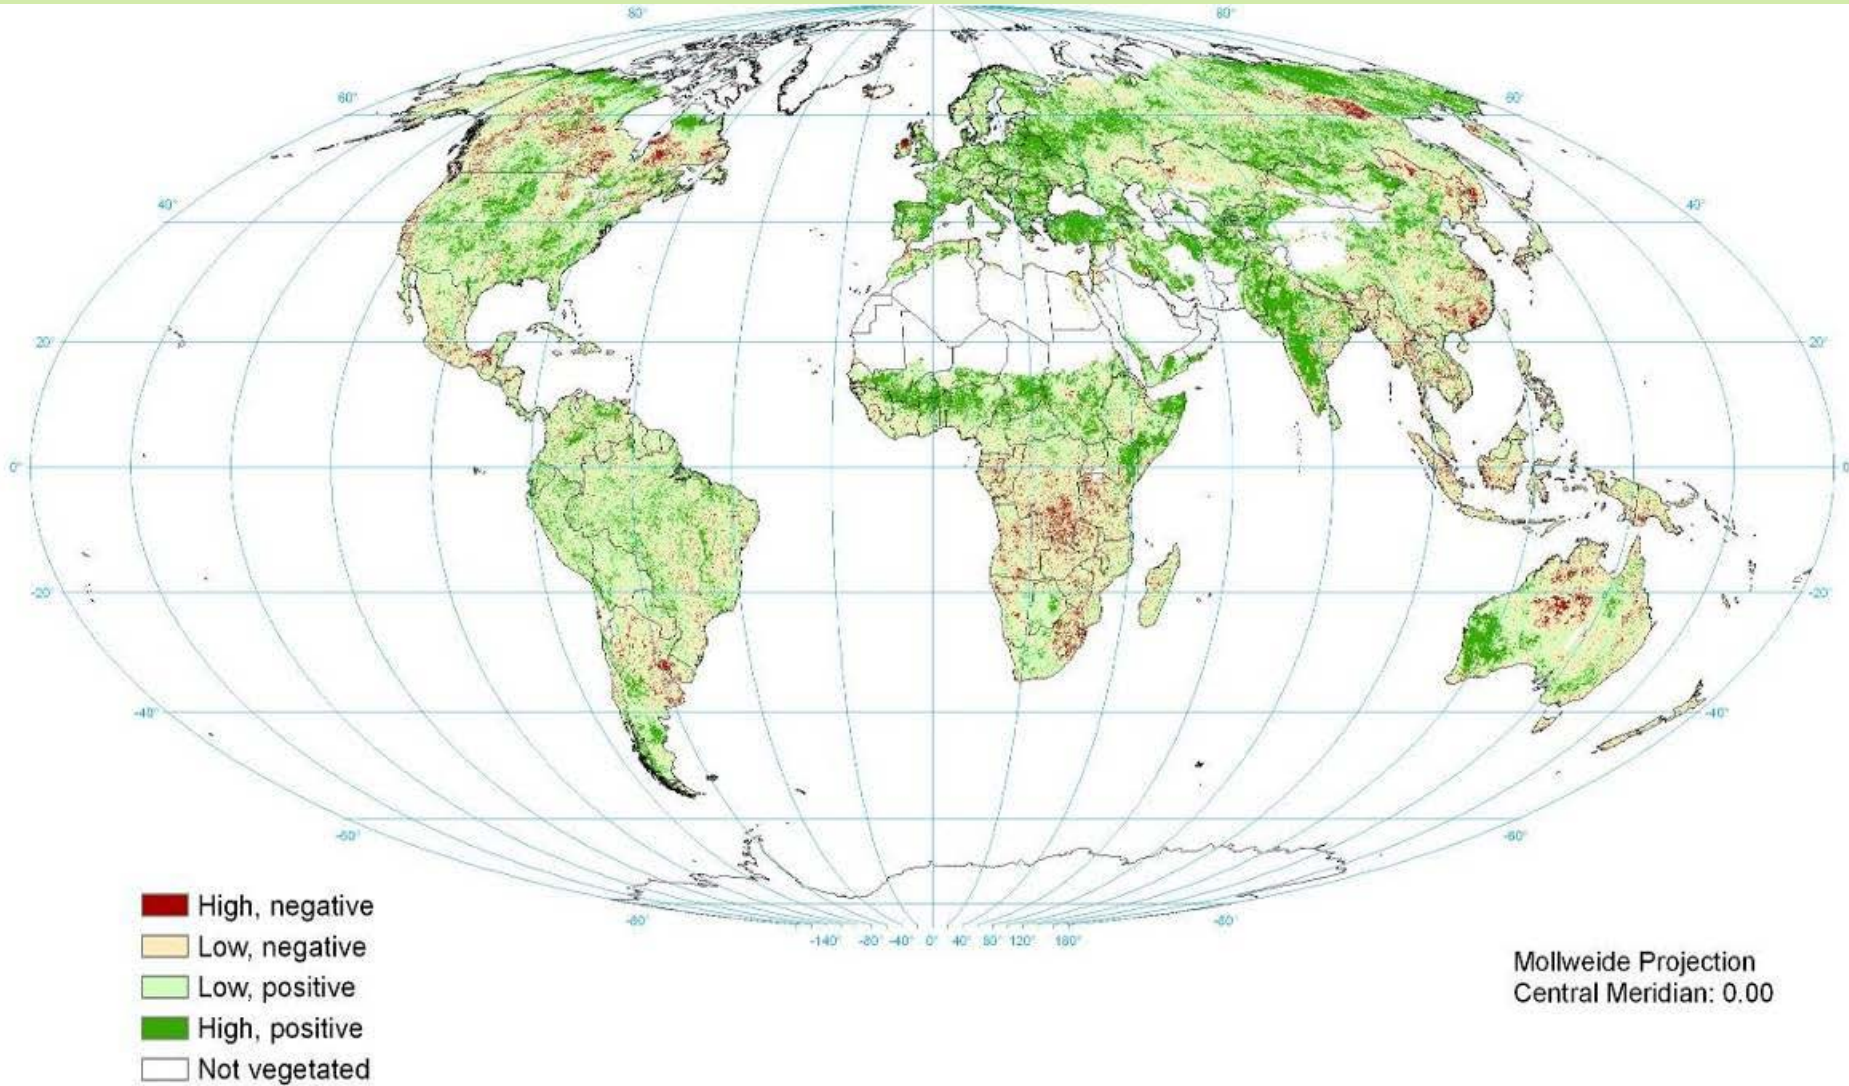 80° 80°
60° 60°
40° 40°
20° 20°
0° 0
-20° -20°
-40° -40°
-60° -60°
-80° -80°
-140° -80° -40° 0° 40° 80° 120° 180°
High, negative
Low, negative
Low, positive
High, positive
Not vegetated
Mollweide Projection
Central Meridian: 0.00